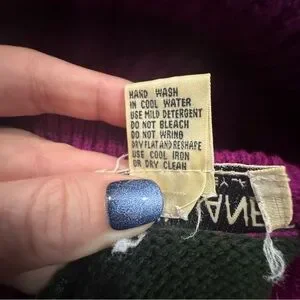 HAND WASH
IN COOL WATER
USE MILD DETERGENT
DO NOT BLEACH
DO NOT WRING
DRY FLAT AND RESHAPE
USE COOL IRON
OR DRY CLEAN